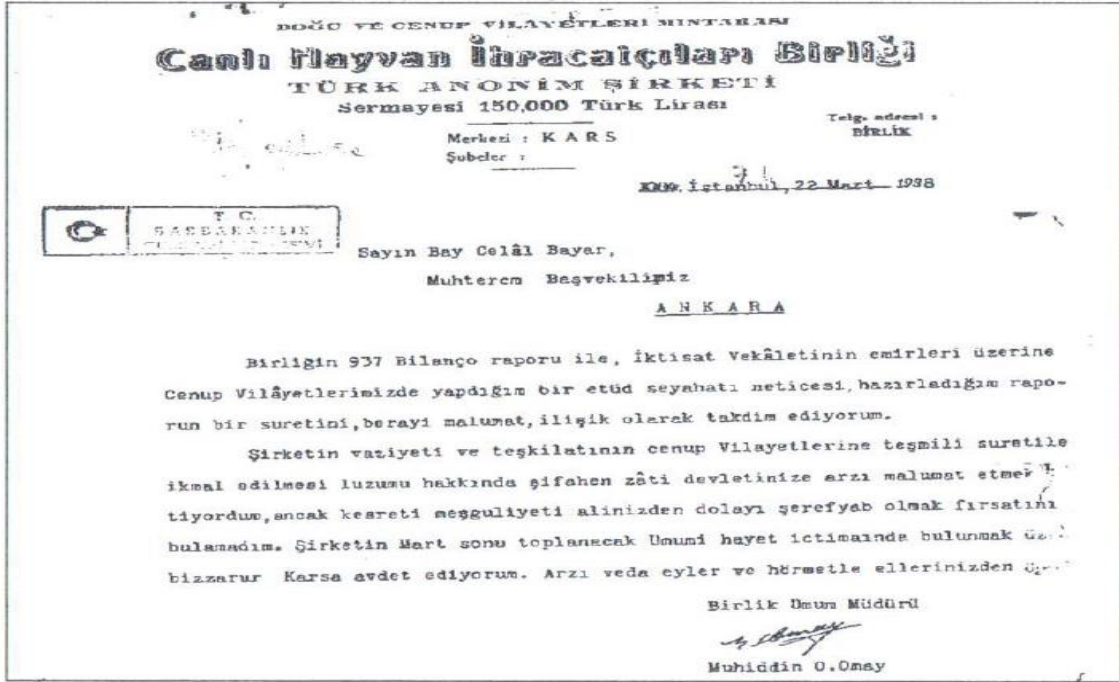 DOĞU VE CENUP VİLAYETLERİ MINTAKASI
Canlı Hayvan İhracatçıları Birliği
TÜRK ANONİM ŞİRKETİ
Sermayesi 150,000 Türk Lirası
Telg. adresi :
BİRLİK
Merkezi : KARS
Şubeler :
İstanbul, 22 Mart 1938
T. C.
BAŞBAKANLIK
Sayın Bay Celâl Bayar,
Muhterem Başvekilimiz
ANKARA
Birliğin 937 Bilanço raporu ile, İktisat Vekâletinin emirleri üzerine
Cenup Vilâyetlerimizde yapdığım bir etüd seyahatı neticesi, hazırladığım rapo-
run bir suretini, berayi malumat, ilişik olarak takdim ediyorum.
Şirketin vaziyeti ve teşkilatının cenup Vilayetlerine teşmili suretile
ikmal edilmesi luzumu hakkında şifahen zâti devletinize arzı malumat etmek
tiyordum, ancak kesreti meşguliyeti alinizden dolayı şerefyab olmak fırsatını
bulamadım. Şirketin Mart sonu toplanacak Umumi heyet ictimaında bulunmak
bizzarur Karsa avdet ediyorum. Arzı veda eyler ve hörmetle ellerinizden
Birlik Umum Müdürü
Muhiddin O.Omay